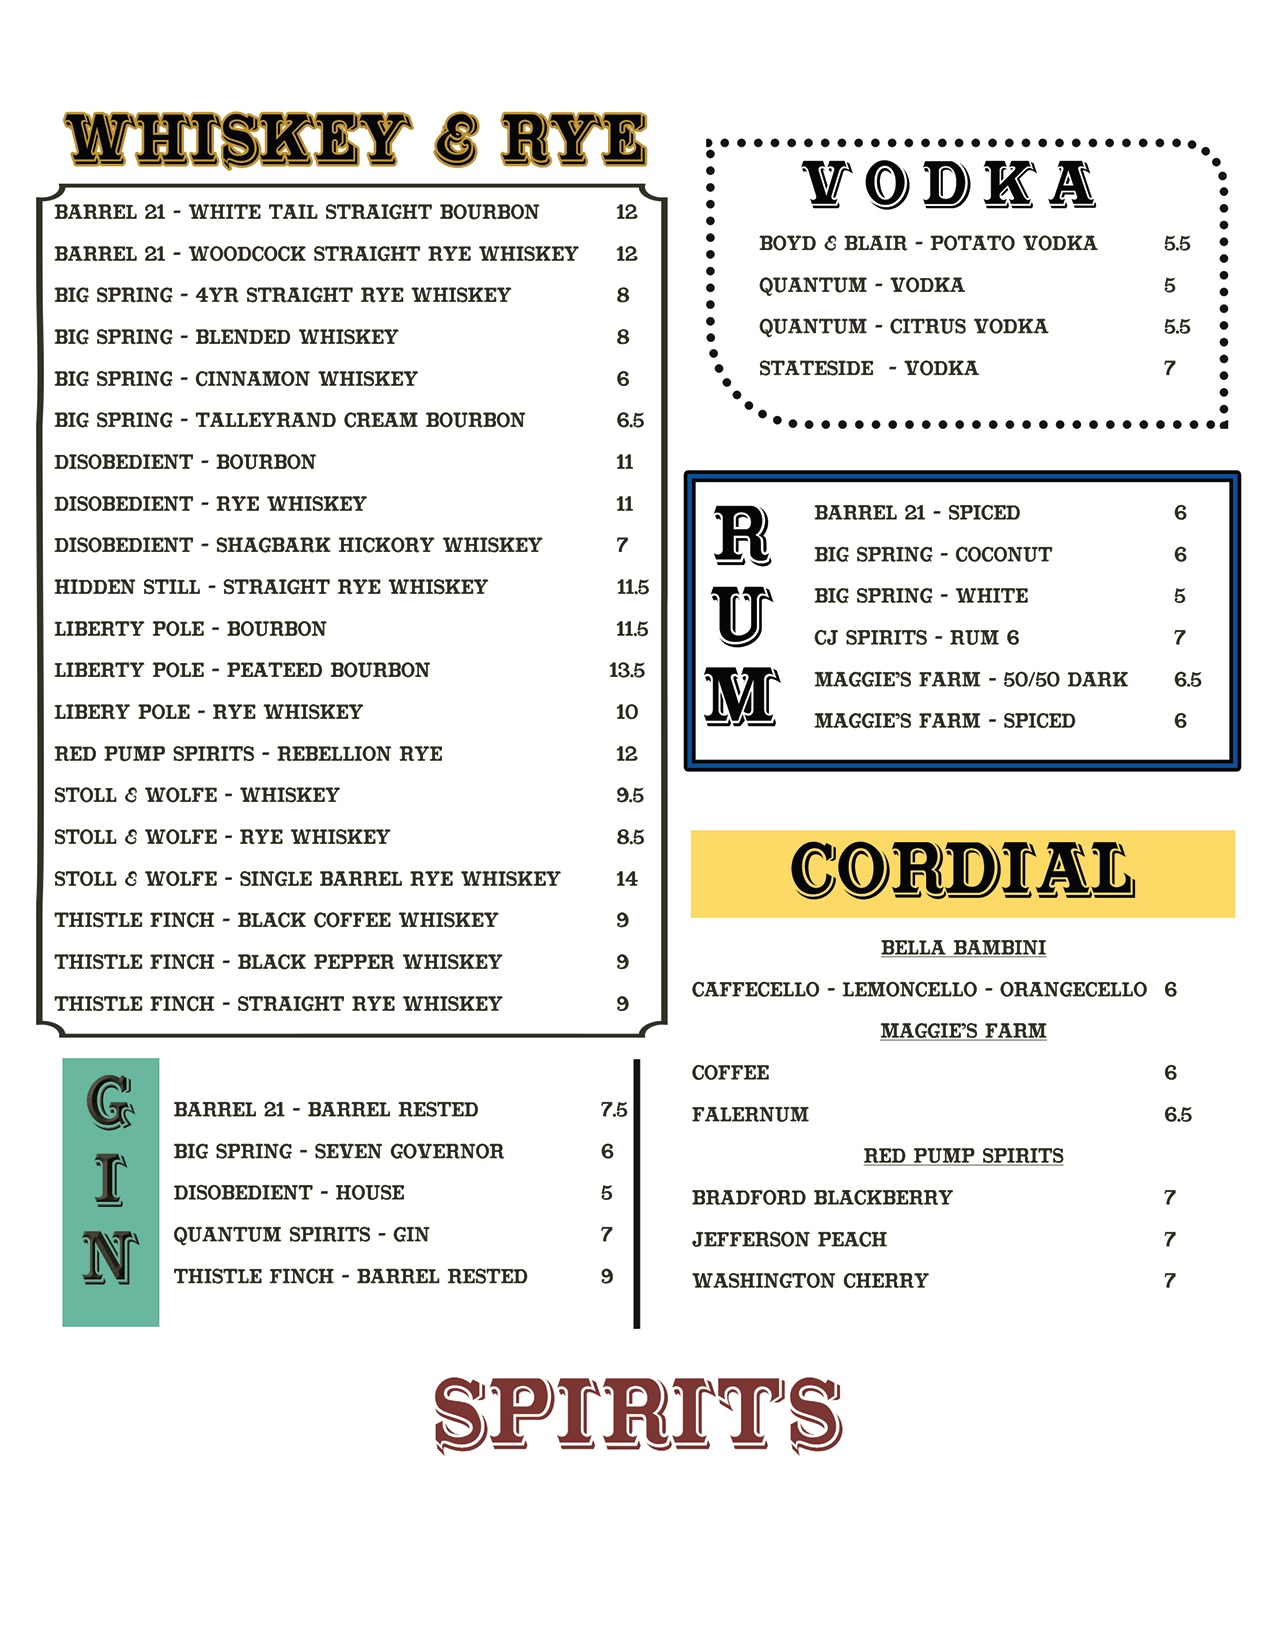 WHISKEY & RYE
BARREL 21 - WHITE TAIL STRAIGHT BOURBON 12
BARREL 21 - WOODCOCK STRAIGHT RYE WHISKEY 12
BIG SPRING - 4YR STRAIGHT RYE WHISKEY 8
BIG SPRING - BLENDED WHISKEY 8
BIG SPRING - CINNAMON WHISKEY 6
BIG SPRING - TALLEYRAND CREAM BOURBON 6.5
DISOBEDIENT - BOURBON 11
DISOBEDIENT - RYE WHISKEY 11
DISOBEDIENT - SHAGBARK HICKORY WHISKEY 7
HIDDEN STILL - STRAIGHT RYE WHISKEY 11.5
LIBERTY POLE - BOURBON 11.5
LIBERTY POLE - PEATEED BOURBON 13.5
LIBERY POLE - RYE WHISKEY 10
RED PUMP SPIRITS - REBELLION RYE 12
STOLL & WOLFE - WHISKEY 9.5
STOLL & WOLFE - RYE WHISKEY 8.5
STOLL & WOLFE - SINGLE BARREL RYE WHISKEY 14
THISTLE FINCH - BLACK COFFEE WHISKEY 9
THISTLE FINCH - BLACK PEPPER WHISKEY 9
THISTLE FINCH - STRAIGHT RYE WHISKEY 9
GIN
BARREL 21 - BARREL RESTED 7.5
BIG SPRING - SEVEN GOVERNOR 6
DISOBEDIENT - HOUSE 5
QUANTUM SPIRITS - GIN 7
THISTLE FINCH - BARREL RESTED 9
VODKA
BOYD & BLAIR - POTATO VODKA 5.5
QUANTUM - VODKA 5
QUANTUM - CITRUS VODKA 5.5
STATESIDE - VODKA 7
RUM
BARREL 21 - SPICED 6
BIG SPRING - COCONUT 6
BIG SPRING - WHITE 5
CJ SPIRITS - RUM 6 7
MAGGIE'S FARM - 50/50 DARK 6.5
MAGGIE'S FARM - SPICED 6
CORDIAL
BELLA BAMBINI
CAFFECELLO - LEMONCELLO - ORANGECELLO 6
MAGGIE'S FARM
COFFEE 6
FALERNUM 6.5
RED PUMP SPIRITS
BRADFORD BLACKBERRY 7
JEFFERSON PEACH 7
WASHINGTON CHERRY 7
SPIRITS